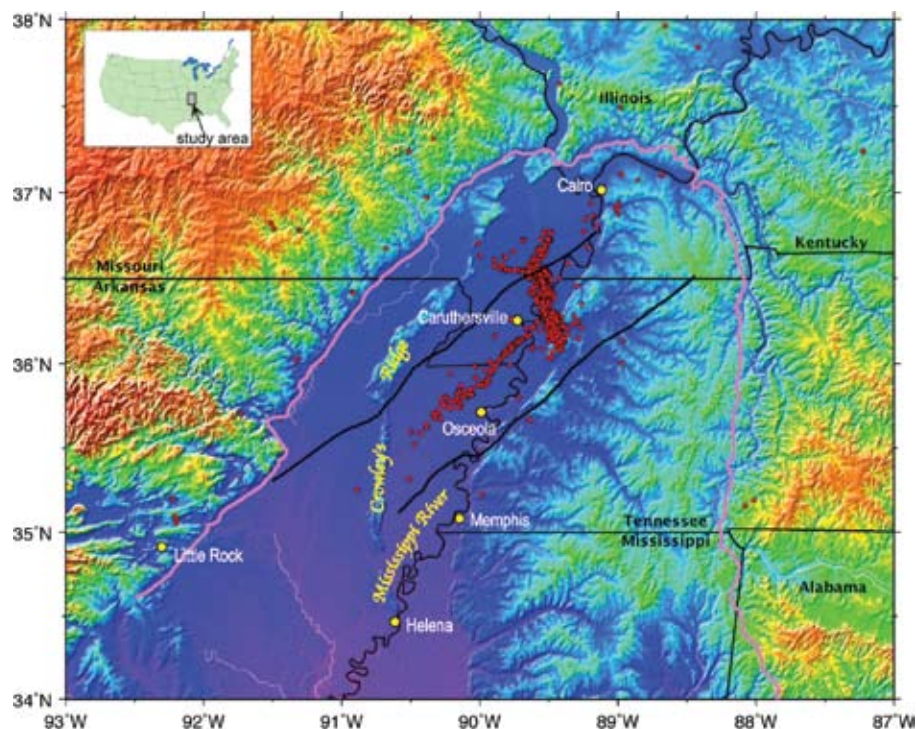 38°N
study area
Illinois
37°N
Cairo
Kentucky
Missouri
Arkansas
Caruthersville
36°N
Ridge
Osceola
Crowley's
Mississippi River
Memphis
Tennessee
35°N
Mississippi
Little Rock
Alabama
Helena
34°N
93°W 92°W 91°W 90°W 89°W 88°W 87°W